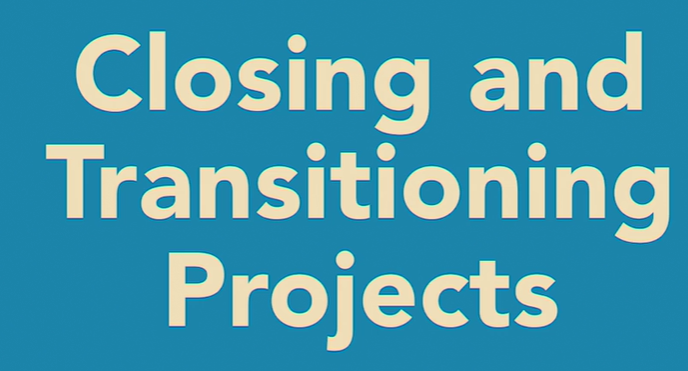 Closing and
Transitioning
Projects